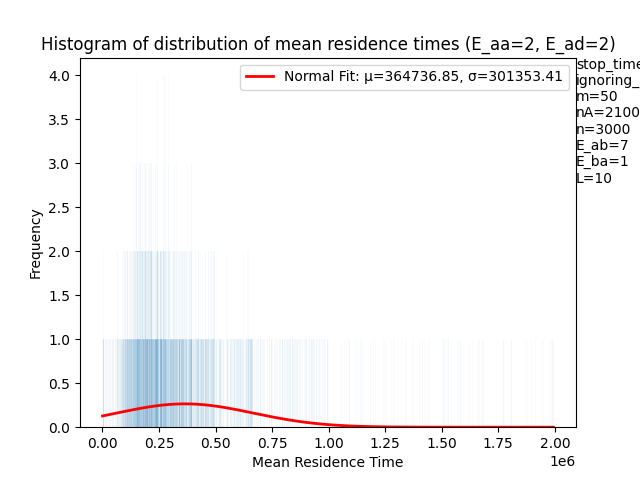 Histogram of distribution of mean residence times (E_aa=2, E_ad=2)
Normal Fit: μ=364736.85, σ=301353.41
stop_time
ignoring_
m=50
nA=2100
n=3000
E_ab=7
E_ba=1
L=10
Frequency
4.0
3.5
3.0
2.5
2.0
1.5
1.0
0.5
0.0
0.00 0.25 0.50 0.75 1.00 1.25 1.50 1.75 2.00
1e6
Mean Residence Time